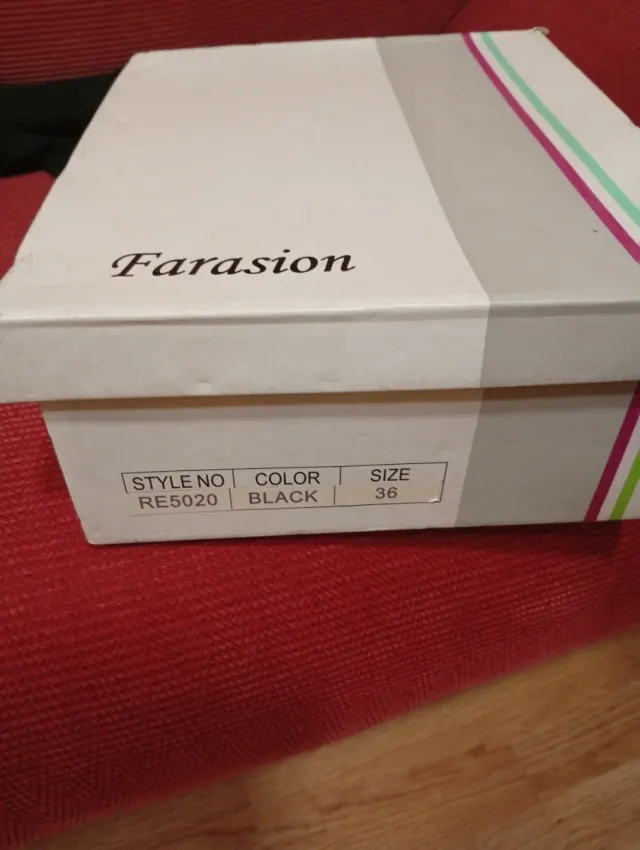 Farasion
STYLE NO COLOR SIZE
RE5020 BLACK 36